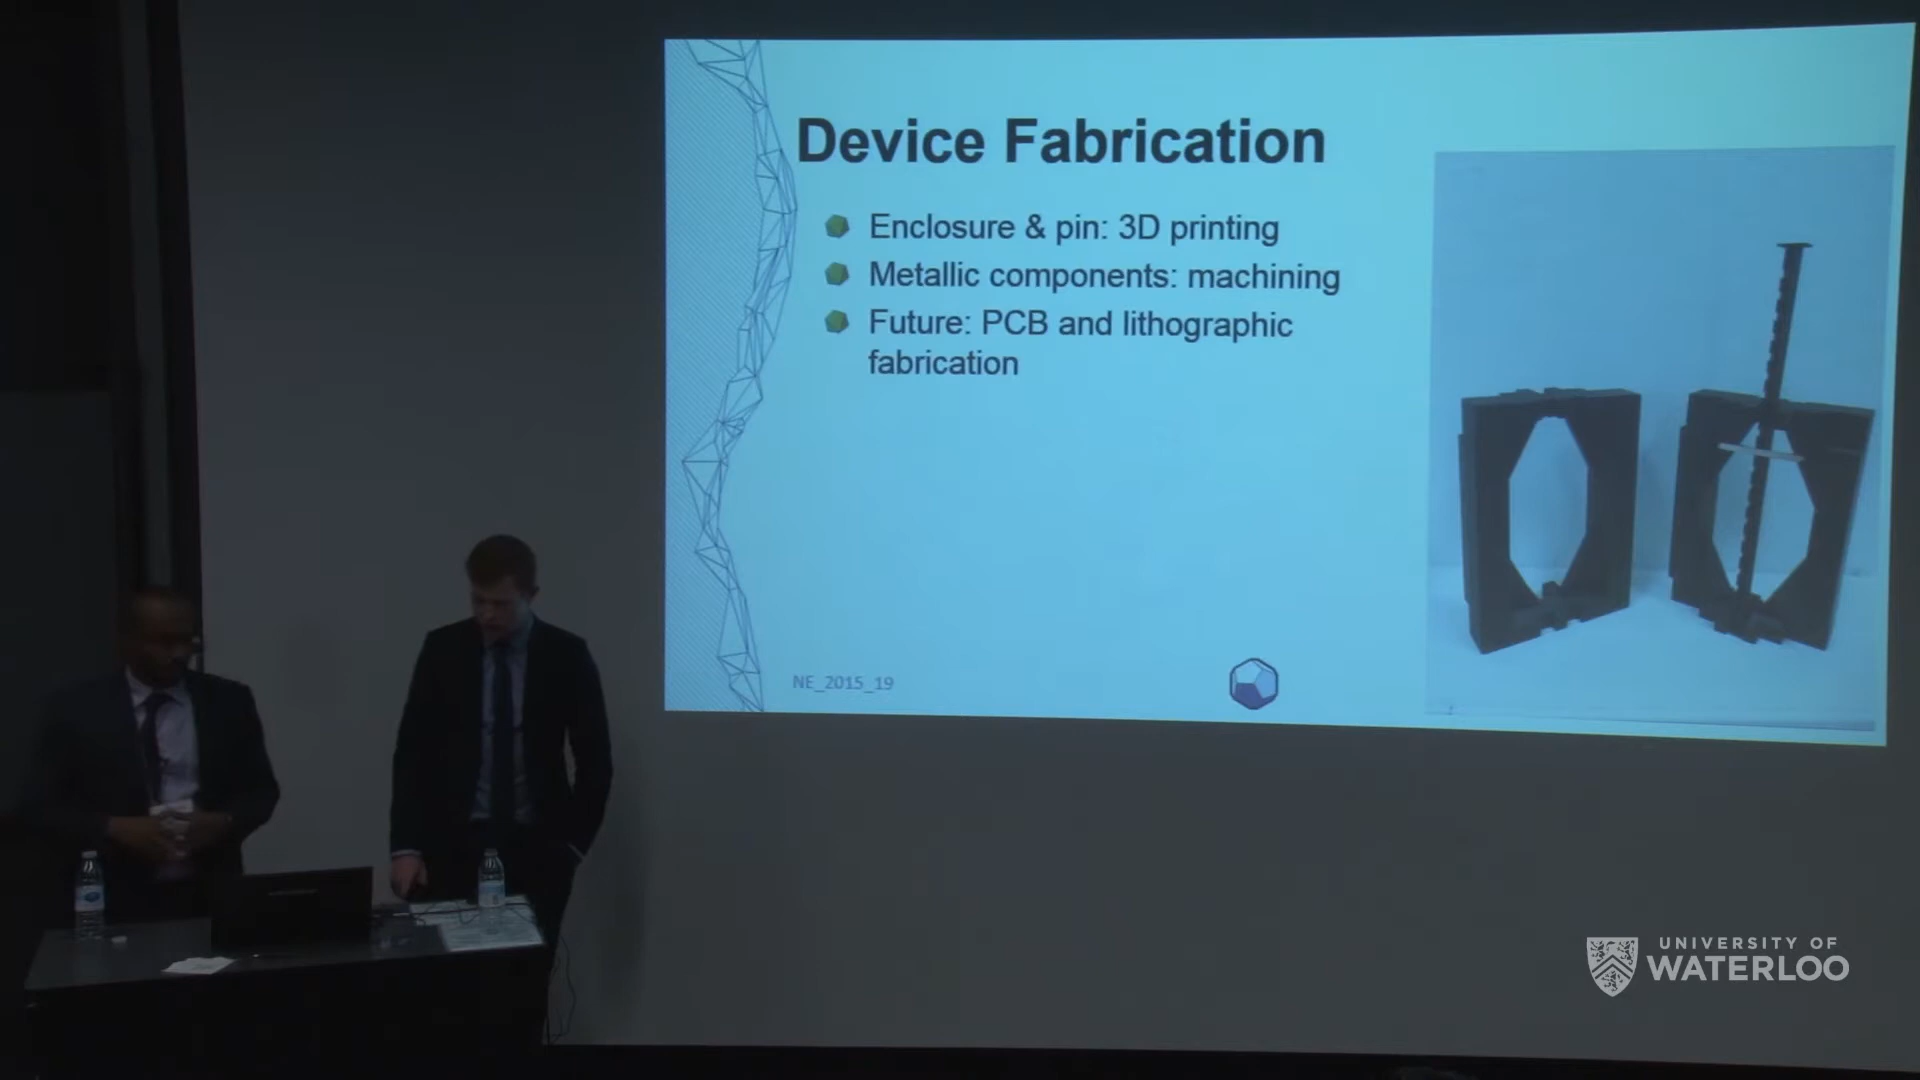 Device Fabrication
Enclosure & pin: 3D printing
Metallic components: machining
Future: PCB and lithographic
fabrication
NE_2015_19
UNIVERSITY OF
WATERLOO